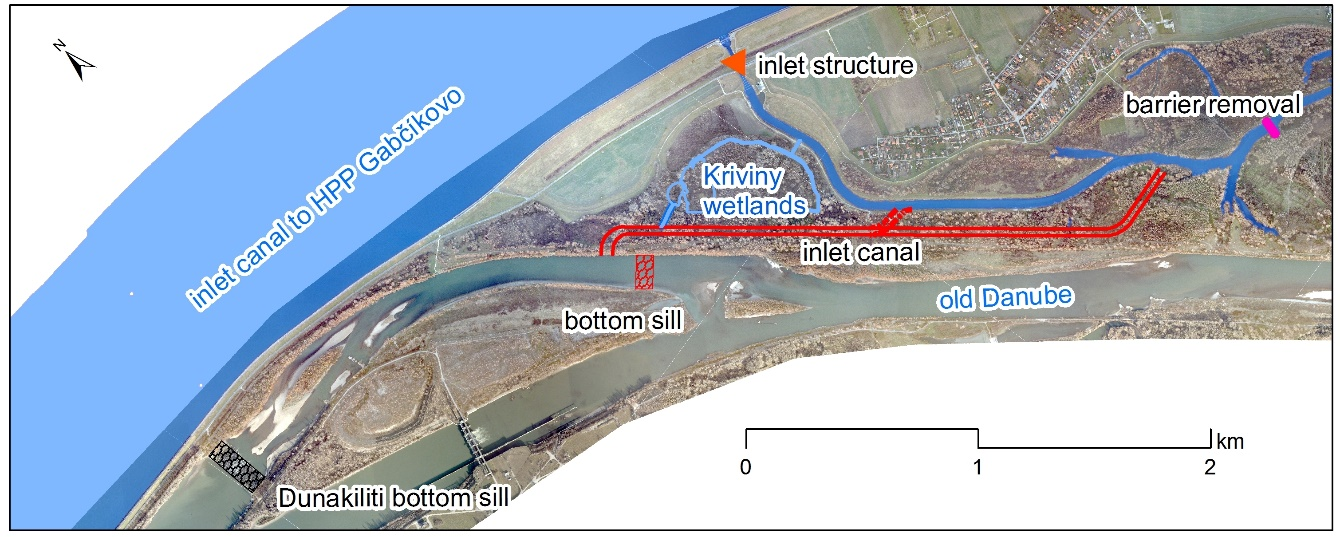 N
inlet structure
barrier removal
inlet canal to HPP Gabčíkovo
Kriviny
wetlands
inlet canal
old Danube
bottom sill
km
0
1
2
Dunakiliti bottom sill